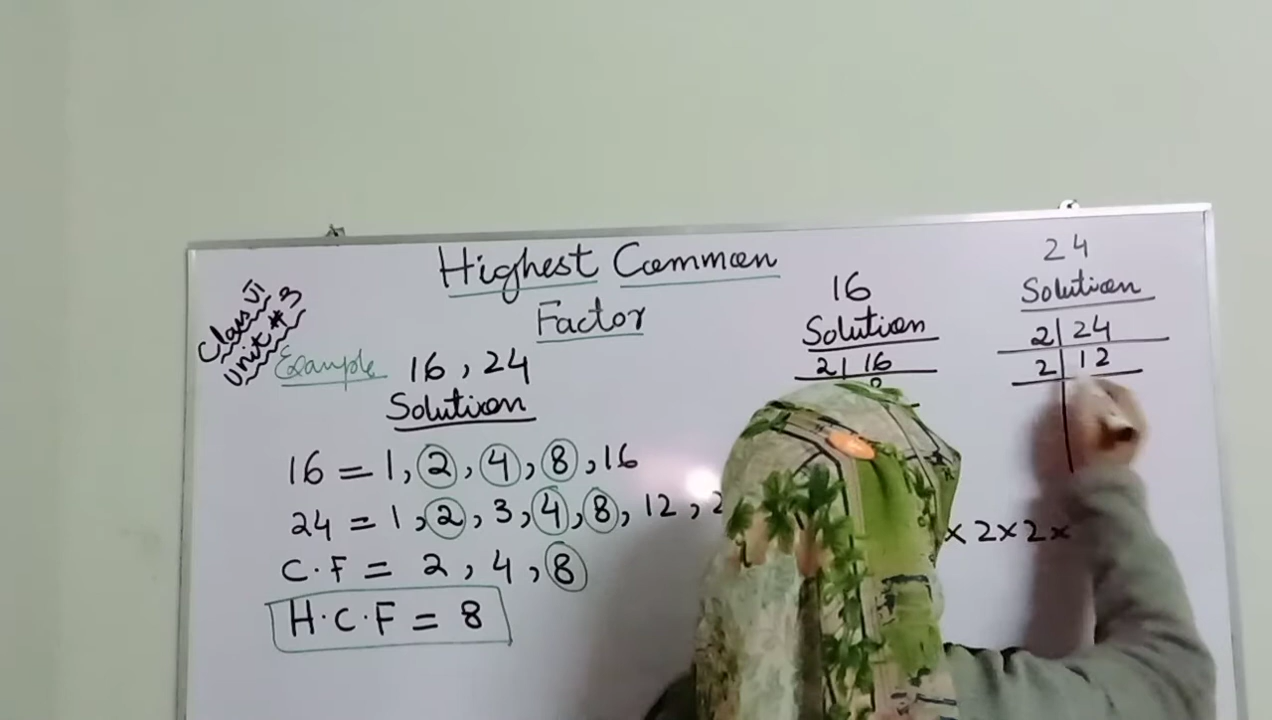 Highest Common
Factor
Class VI
Unit # 3
Example 16, 24
Solution
16 = 1, 2, 4, 8, 16
24 = 1, 2, 3, 4, 8, 12, 2
C.F = 2, 4, 8
H.C.F = 8
16
Solution
2 | 16
8
24
Solution
2 | 24
2 | 12
× 2 × 2 ×